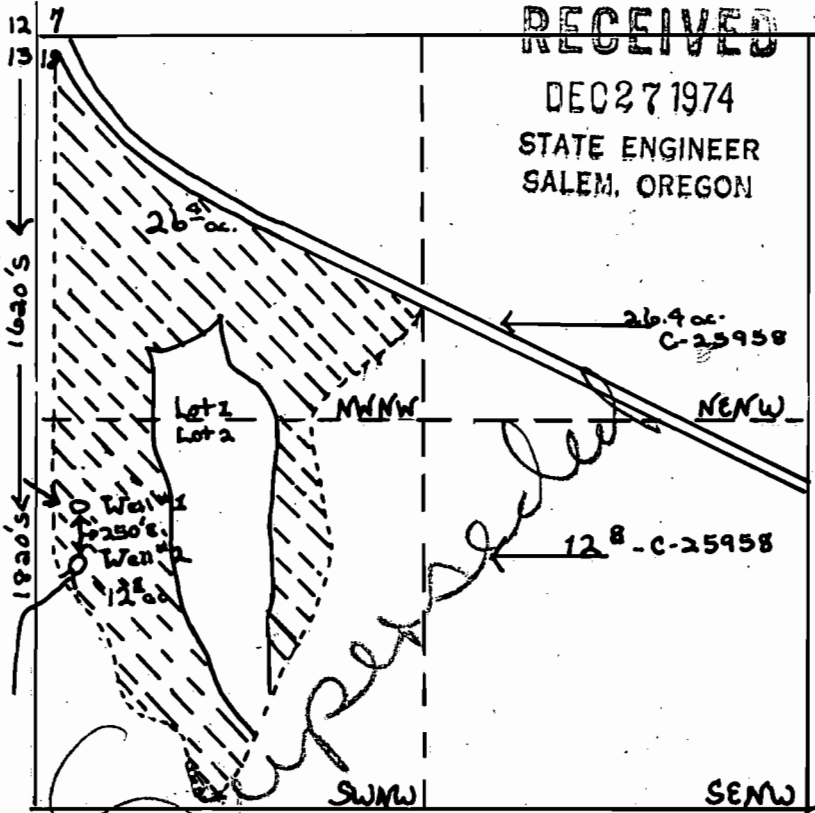 12 7
13 18
RECEIVED
DEC 27 1974
STATE ENGINEER
SALEM, OREGON
26.4 ac.
1620'S
26.4 ac.
C-25958
Lot 1 NWNW
NENW
Lot 2
Well #1
250'S
Well #2
12.8 ac
1820'S
12.8 - C-25958
SWNW
SENW